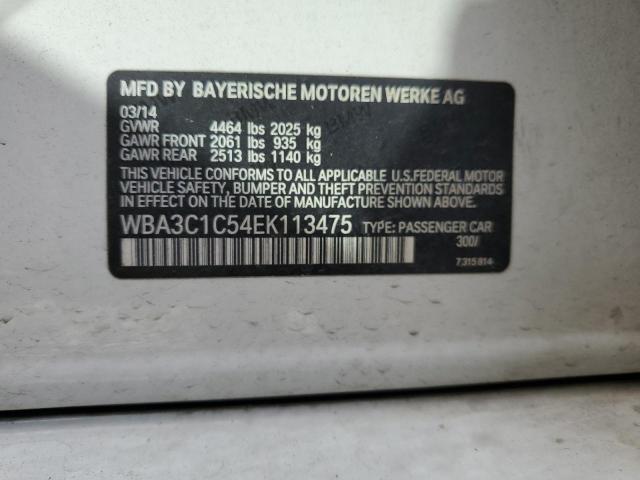 MFD BY BAYERISCHE MOTOREN WERKE AG
03/14
GVWR 4464 lbs 2025 kg
GAWR FRONT 2061 lbs 935 kg
GAWR REAR 2513 lbs 1140 kg
THIS VEHICLE CONFORMS TO ALL APPLICABLE U.S.FEDERAL MOTOR
VEHICLE SAFETY, BUMPER AND THEFT PREVENTION STANDARDS
IN EFFECT ON THE DATE OF MANUFACTURE SHOWN ABOVE.
WBA3C1C54EK113475 TYPE: PASSENGER CAR
300/
7315814